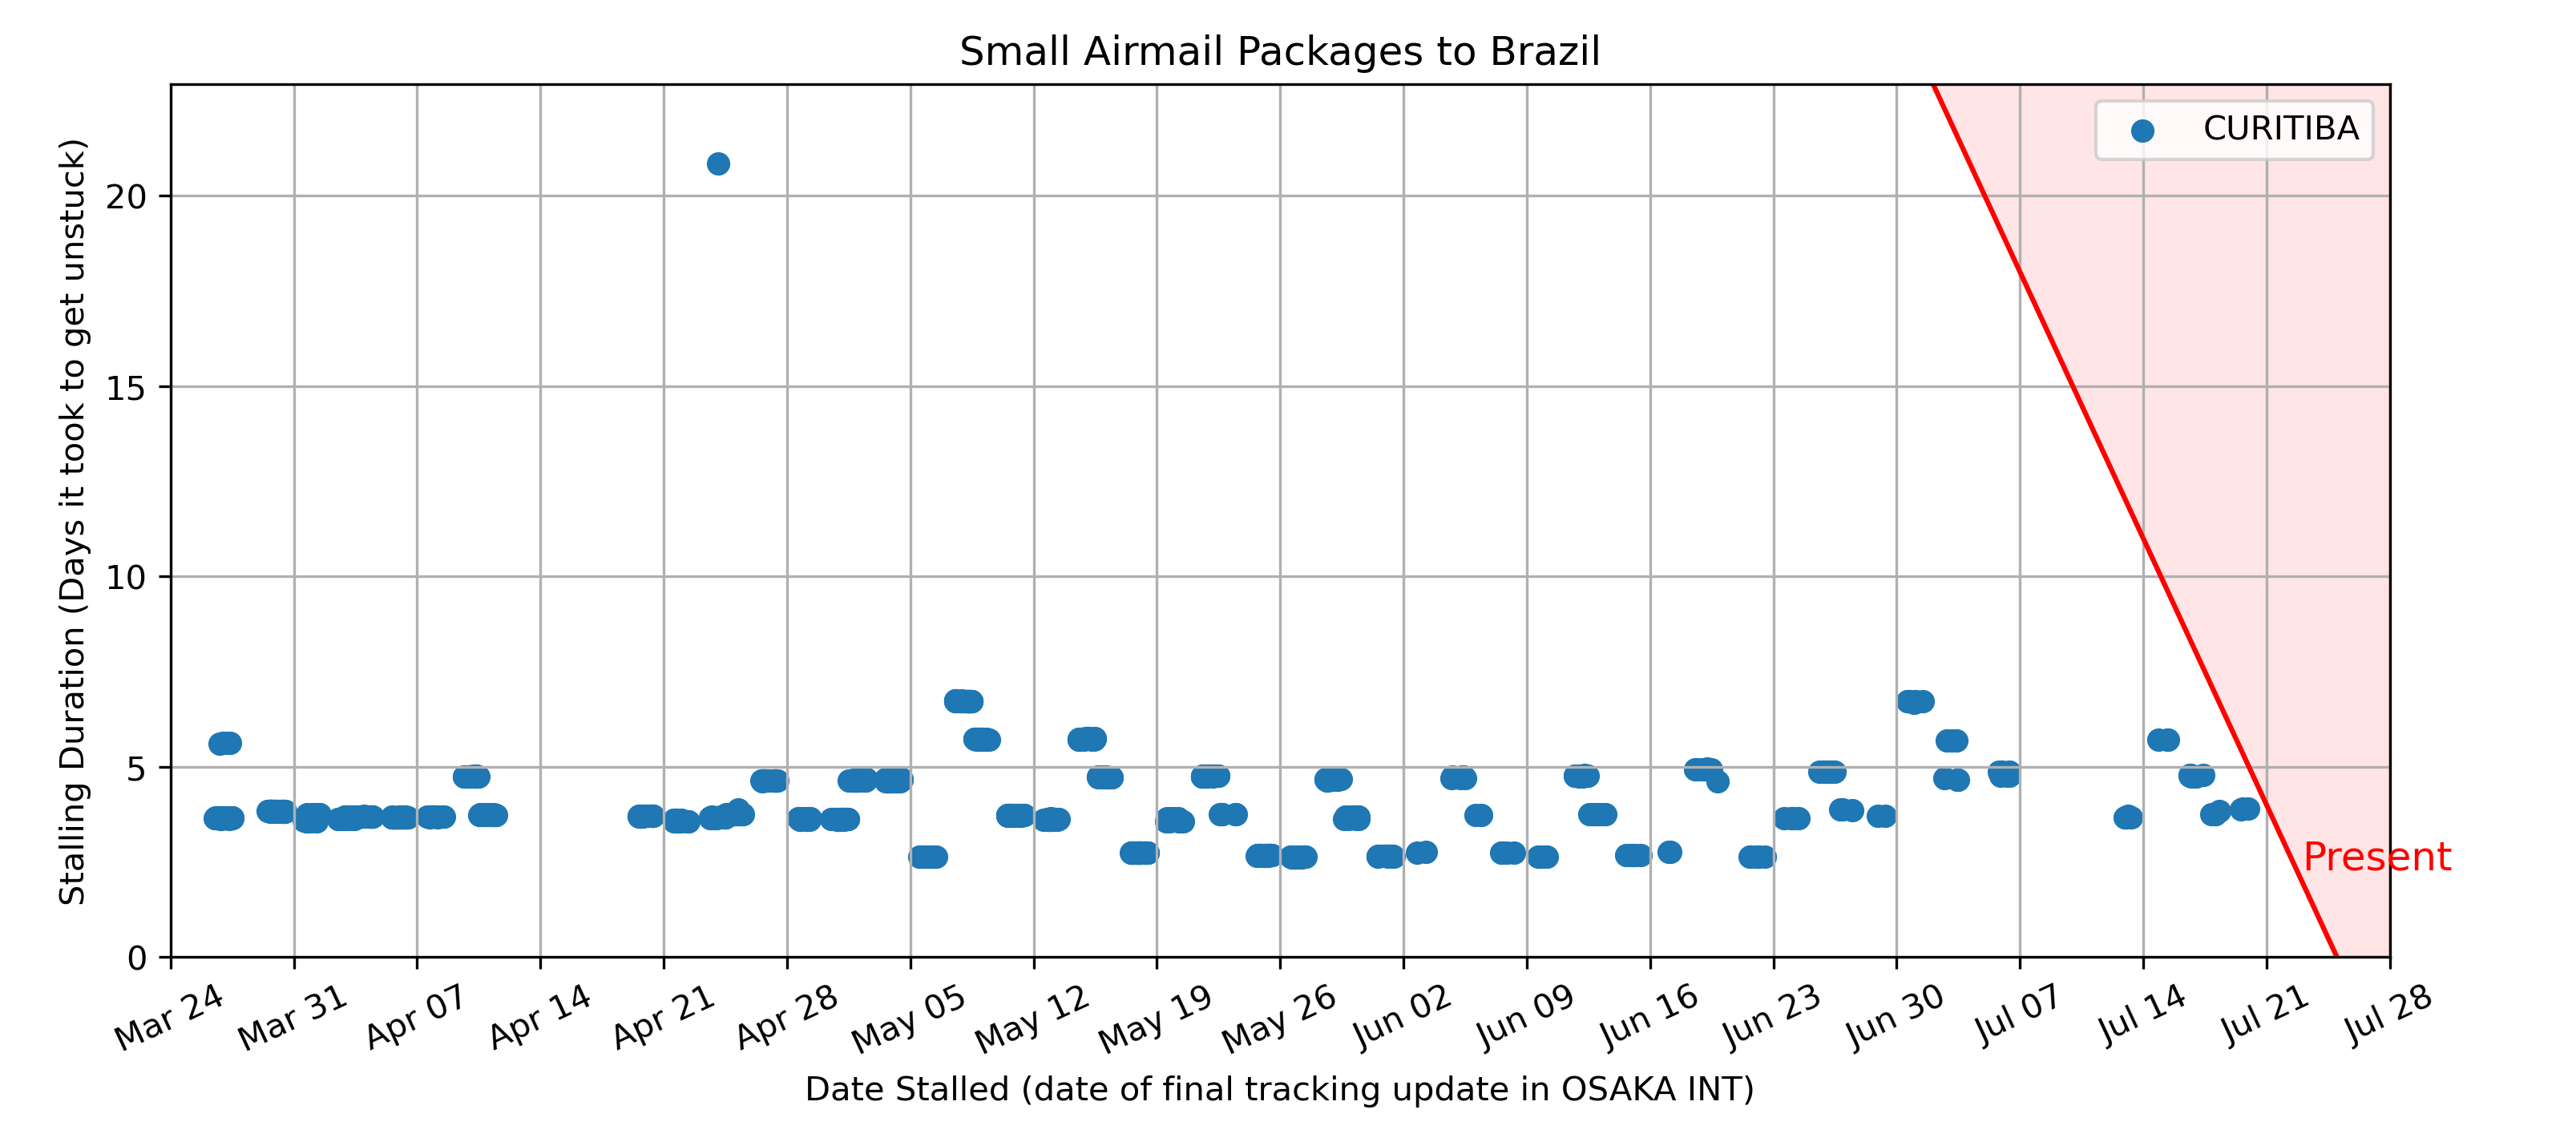 Small Airmail Packages to Brazil
CURITIBA
Stalling Duration (Days it took to get unstuck)
20
15
10
5
0
Present
Mar 24
Mar 31
Apr 07
Apr 14
Apr 21
Apr 28
May 05
May 12
May 19
May 26
Jun 02
Jun 09
Jun 16
Jun 23
Jun 30
Jul 07
Jul 14
Jul 21
Jul 28
Date Stalled (date of final tracking update in OSAKA INT)